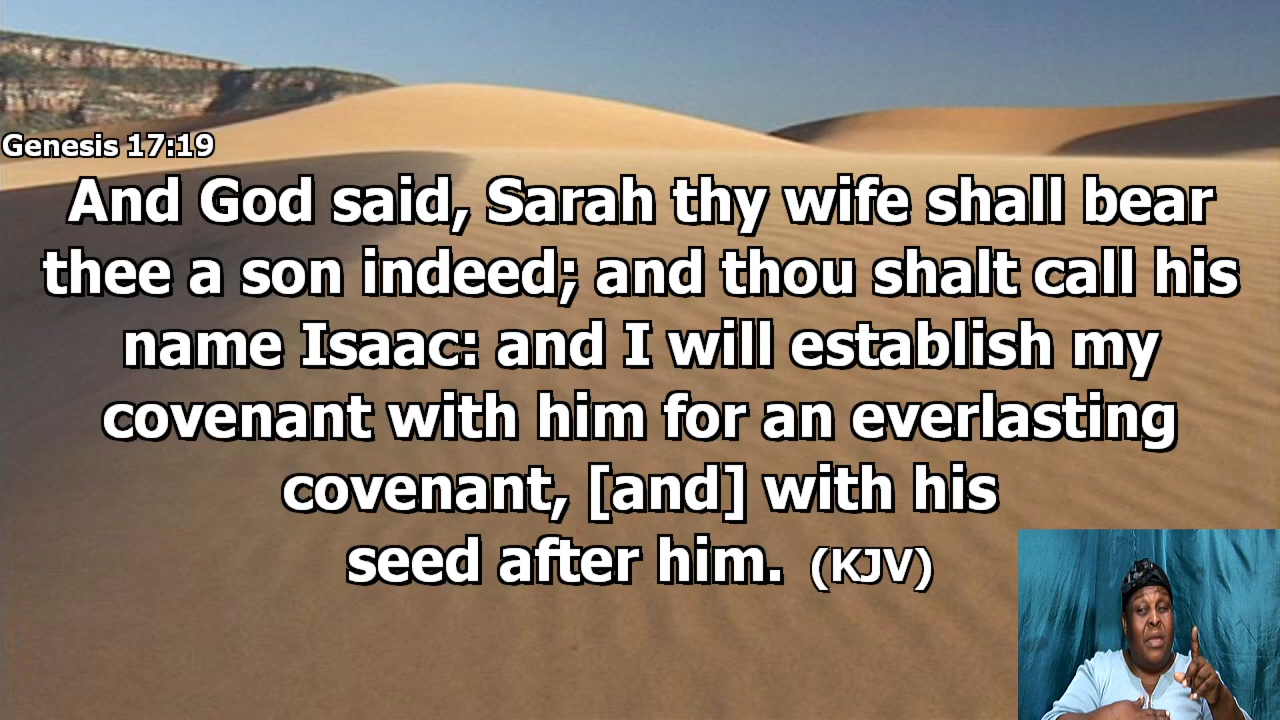 Genesis 17:19
And God said, Sarah thy wife shall bear
thee a son indeed; and thou shalt call his
name Isaac: and I will establish my
covenant with him for an everlasting
covenant, [and] with his
seed after him. (KJV)